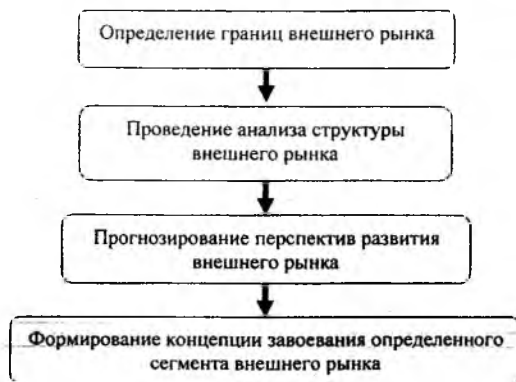 Определение границ внешнего рынка
Проведение анализа структуры
внешнего рынка
Прогнозирование перспектив развития
внешнего рынка
Формирование концепции завоевания определенного
сегмента внешнего рынка